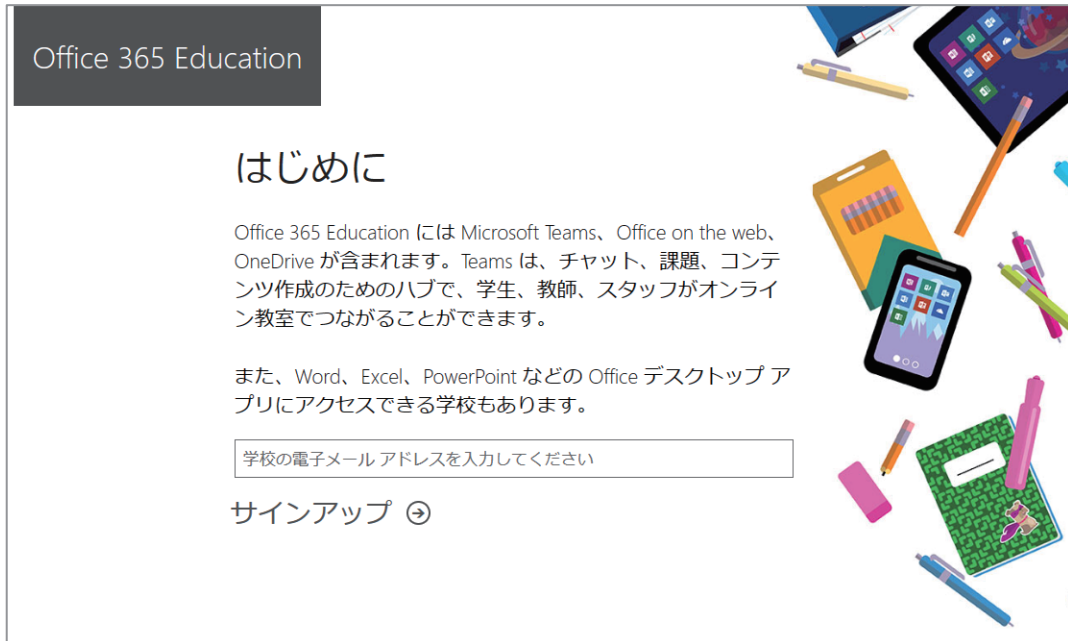 Office 365 Education
はじめに
Office 365 Education には Microsoft Teams、Office on the web、
OneDrive が含まれます。Teams は、チャット、課題、コンテ
ンツ作成のためのハブで、学生、教師、スタッフがオンライ
ン教室でつながることができます。
また、Word、Excel、PowerPoint などの Office デスクトップ ア
プリにアクセスできる学校もあります。
学校の電子メール アドレスを入力してください
サインアップ